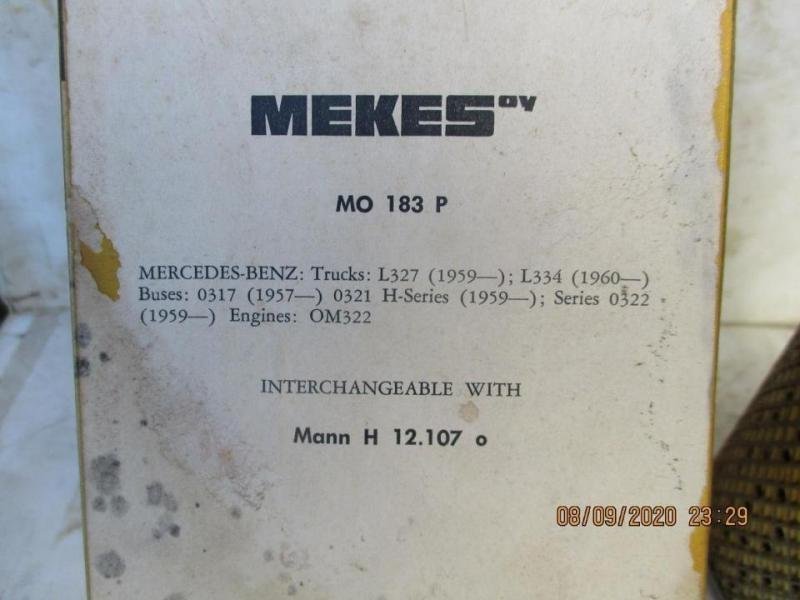 MEKES OY
MO 183 P
MERCEDES-BENZ: Trucks: L327 (1959—); L334 (1960—)
Buses: 0317 (1957—) 0321 H-Series (1959—); Series 0322
(1959—) Engines: OM322
INTERCHANGEABLE WITH
Mann H 12.107 o
08/09/2020 23:29